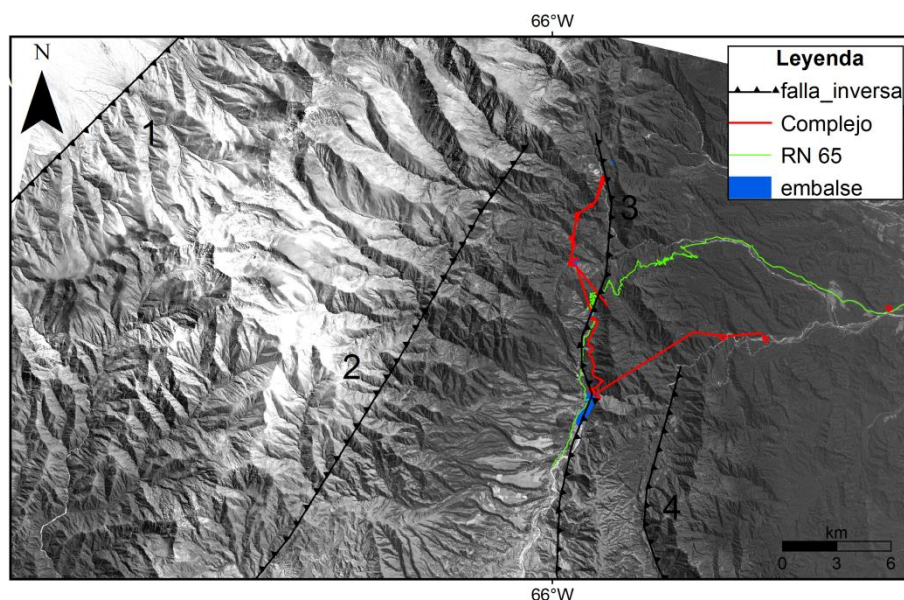 66°W
N
Leyenda
falla_inversa
Complejo
RN 65
embalse
1
3
2
4
km
0 3 6
66°W